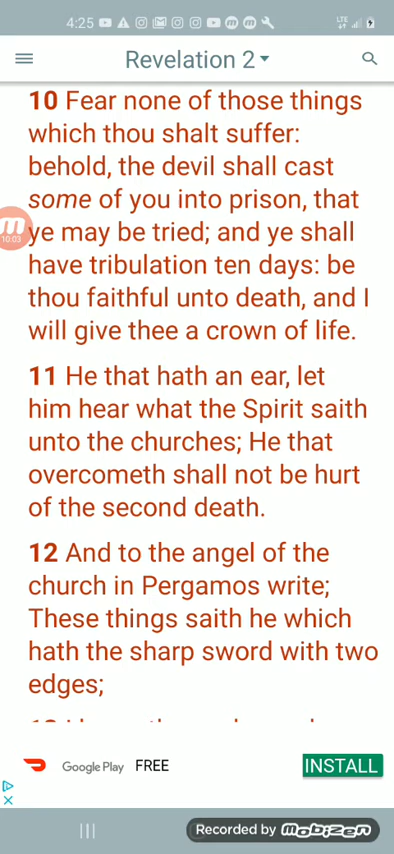 4:25
LTE
Revelation 2
10 Fear none of those things
which thou shalt suffer:
behold, the devil shall cast
some of you into prison, that
ye may be tried; and ye shall
have tribulation ten days: be
thou faithful unto death, and I
will give thee a crown of life.
10:03
11 He that hath an ear, let
him hear what the Spirit saith
unto the churches; He that
overcometh shall not be hurt
of the second death.
12 And to the angel of the
church in Pergamos write;
These things saith he which
hath the sharp sword with two
edges;
Google Play FREE
INSTALL
Recorded by mobizen